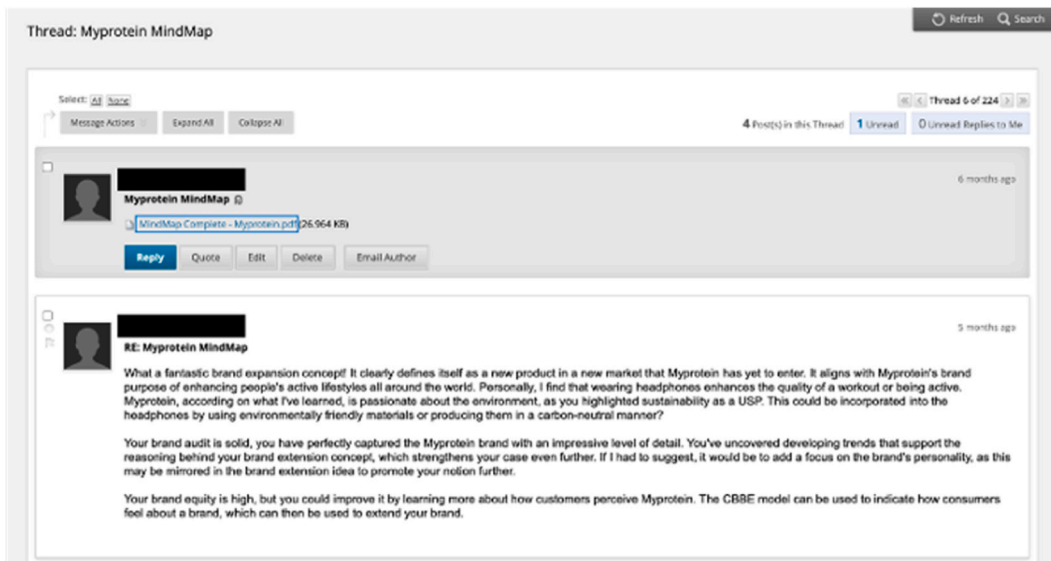 Refresh Search
Thread: Myprotein MindMap
Select: All None
Thread 6 of 224
Message Actions Expand All Collapse All
4 Post(s) in this Thread 1 Unread 0 Unread Replies to Me
6 months ago
Myprotein MindMap
MindMap Complete - Myprotein.pdf (26.964 KB)
Reply Quote Edit Delete Email Author
5 months ago
RE: Myprotein MindMap
What a fantastic brand expansion concept! It clearly defines itself as a new product in a new market that Myprotein has yet to enter. It aligns with Myprotein's brand
purpose of enhancing people's active lifestyles all around the world. Personally, I find that wearing headphones enhances the quality of a workout or being active.
Myprotein, according on what I've learned, is passionate about the environment, as you highlighted sustainability as a USP. This could be incorporated into the
headphones by using environmentally friendly materials or producing them in a carbon-neutral manner?
Your brand audit is solid, you have perfectly captured the Myprotein brand with an impressive level of detail. You've uncovered developing trends that support the
reasoning behind your brand extension concept, which strengthens your case even further. If I had to suggest, it would be to add a focus on the brand's personality, as this
may be mirrored in the brand extension idea to promote your notion further.
Your brand equity is high, but you could improve it by learning more about how customers perceive Myprotein. The CBBE model can be used to indicate how consumers
feel about a brand, which can then be used to extend your brand.